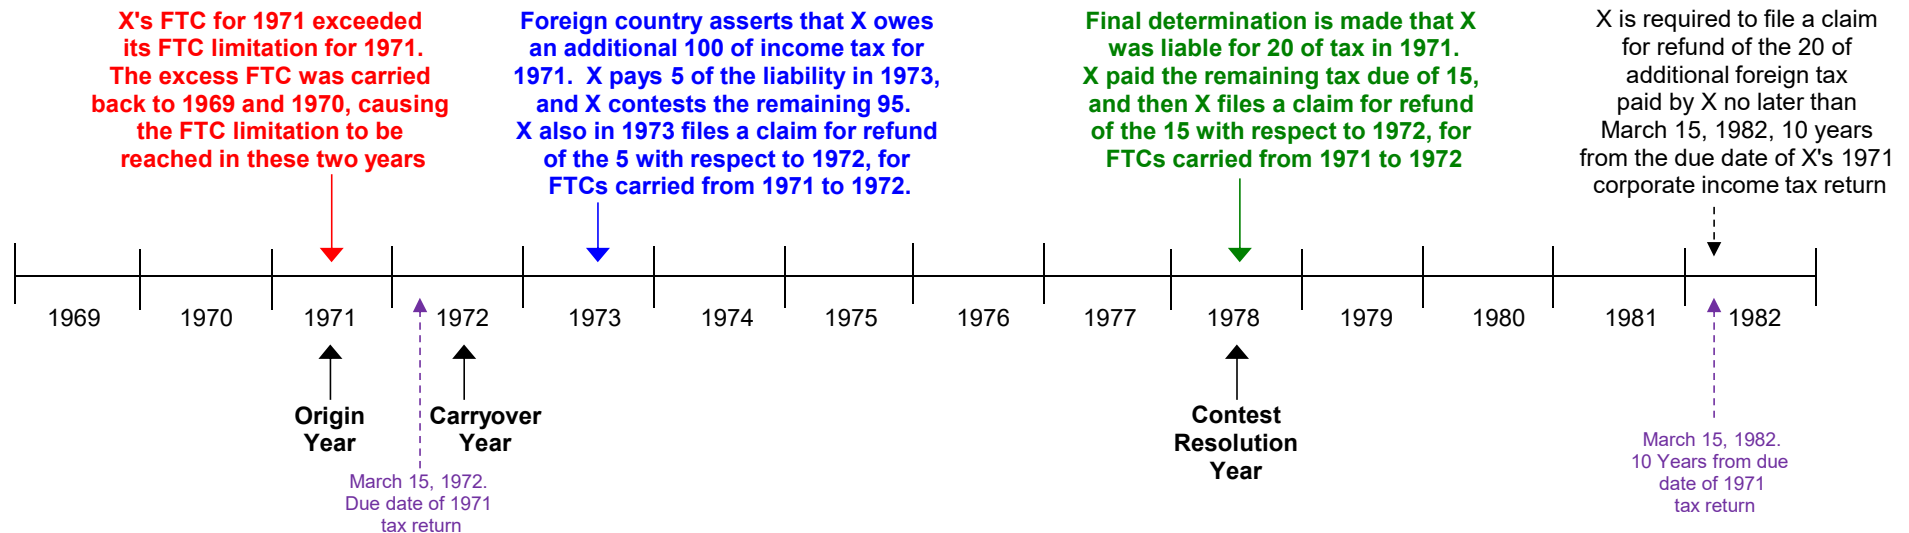 X's FTC for 1971 exceeded
its FTC limitation for 1971.
The excess FTC was carried
back to 1969 and 1970, causing
the FTC limitation to be
reached in these two years
Foreign country asserts that X owes
an additional 100 of income tax for
1971.  X pays 5 of the liability in 1973,
and X contests the remaining 95.
X also in 1973 files a claim for refund
of the 5 with respect to 1972, for
FTCs carried from 1971 to 1972.
Final determination is made that X
was liable for 20 of tax in 1971.
X paid the remaining tax due of 15,
and then X files a claim for refund
of the 15 with respect to 1972, for
FTCs carried from 1971 to 1972
X is required to file a claim
for refund of the 20 of
additional foreign tax
paid by X no later than
March 15, 1982, 10 years
from the due date of X's 1971
corporate income tax return
1969
1970
1971
1972
1973
1974
1975
1976
1977
1978
1979
1980
1981
1982
Origin
Year
Carryover
Year
Contest
Resolution
Year
March 15, 1972.
Due date of 1971
tax return
March 15, 1982.
10 Years from due
date of 1971
tax return